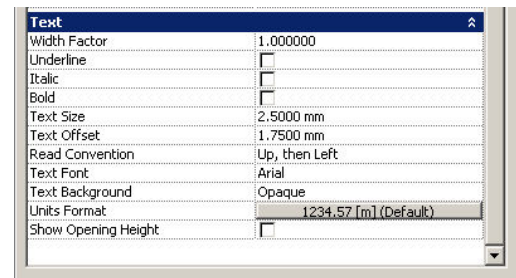 Text
Width Factor 1.000000
Underline
Italic
Bold
Text Size 2.5000 mm
Text Offset 1.7500 mm
Read Convention Up, then Left
Text Font Arial
Text Background Opaque
Units Format 1234.57 [m] (Default)
Show Opening Height